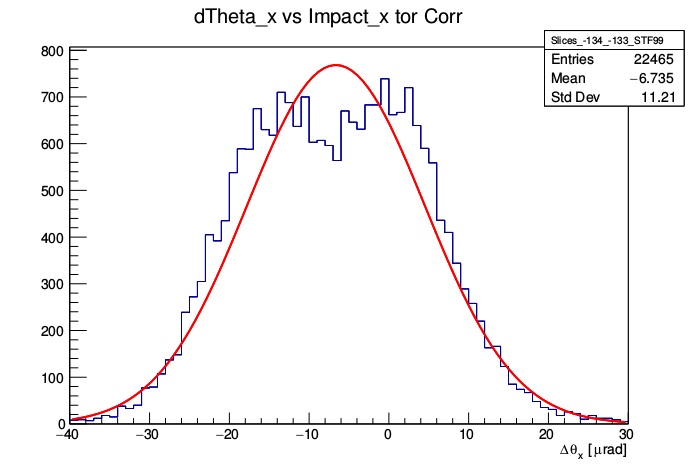 dTheta_x vs Impact_x tor Corr
Slices_-134_-133_STF99
Entries 22465
Mean −6.735
Std Dev 11.21
800
700
600
500
400
300
200
100
0
−40 −30 −20 −10 0 10 20 30
Δθx [μrad]